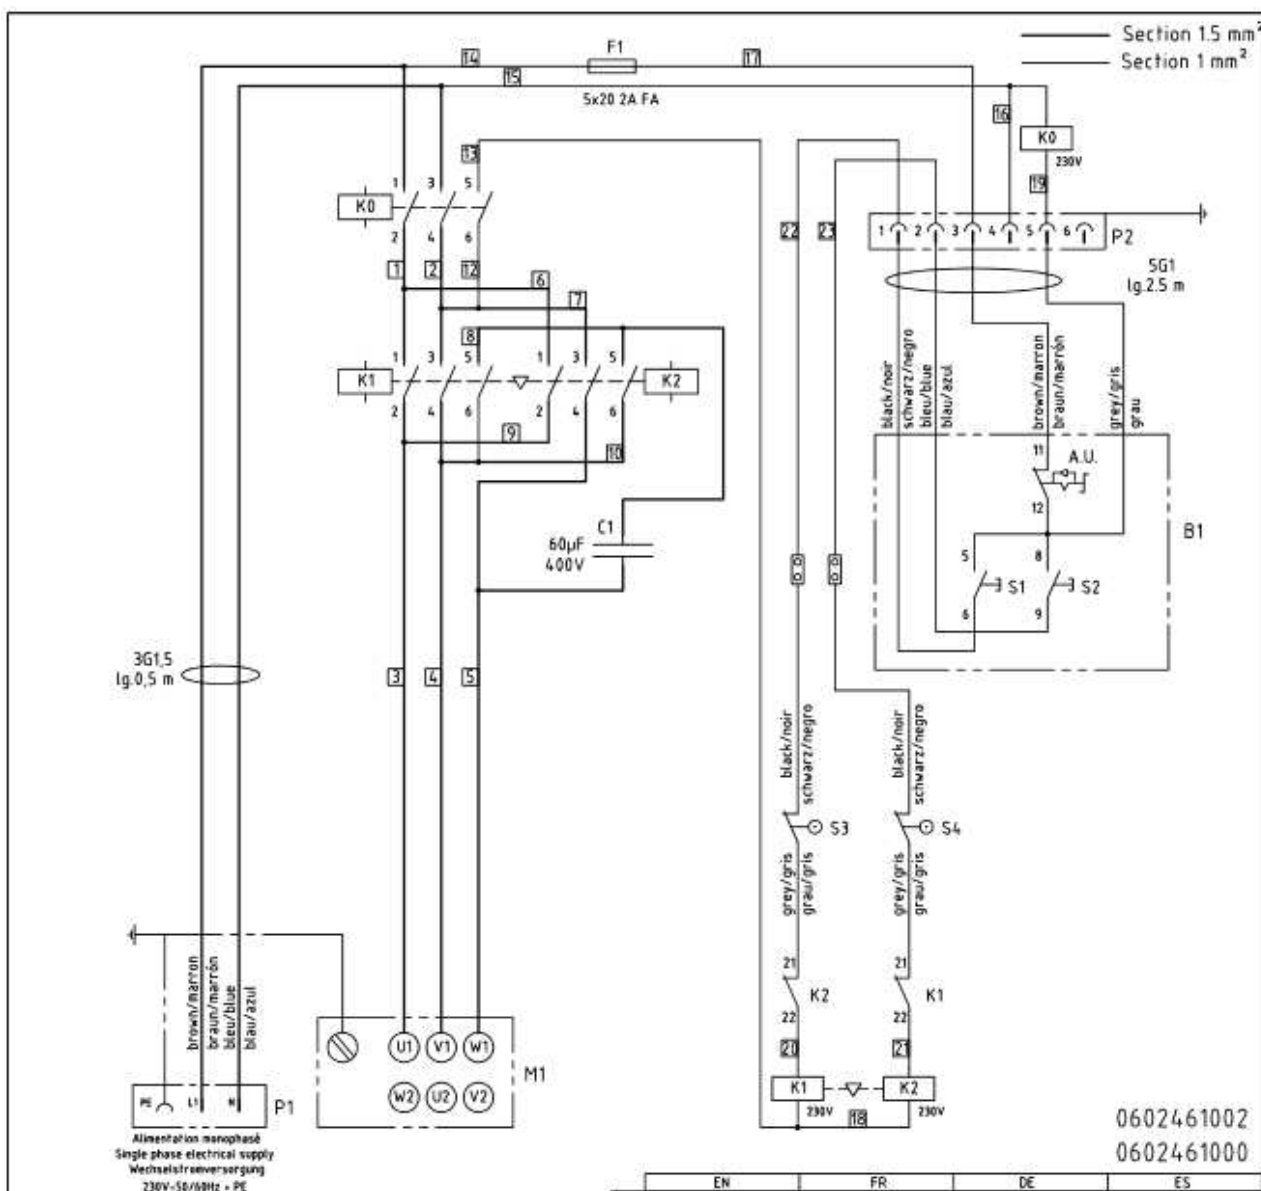 Section 1.5 mm²
Section 1 mm²
14
F1
17
15
5x20 2A FA
16
K0
230V
13
19
1 3 5
K0
2 4 6
22
23
1 2 3 4 5 6
P2
1
2
12
6
7
5G1
lg.2.5 m
8
1 3 5 1 3 5
K1
K2
2 4 6 2 4 6
9
10
black/noir
schwarz/negro
bleu/blue
blau/azul
brown/marron
braun/marrón
grey/gris
grau
11
A.U.
12
B1
C1
60µF
400V
5
8
S1
S2
6
9
3G1,5
lg.0,5 m
3
4
5
black/noir
schwarz/negro
black/noir
schwarz/negro
S3
S4
grey/gris
grau/gris
grey/gris
grau/gris
21
K2
22
21
K1
22
20
21
brown/marron
braun/marrón
bleu/blue
blau/azul
U1 V1 W1
W2 U2 V2
M1
K1
230V
K2
230V
18
PE L1 N
P1
Alimentation monophasé
Single phase electrical supply
Wechselstromversorgung
230V-50/60Hz + PE
0602461002
0602461000
EN FR DE ES